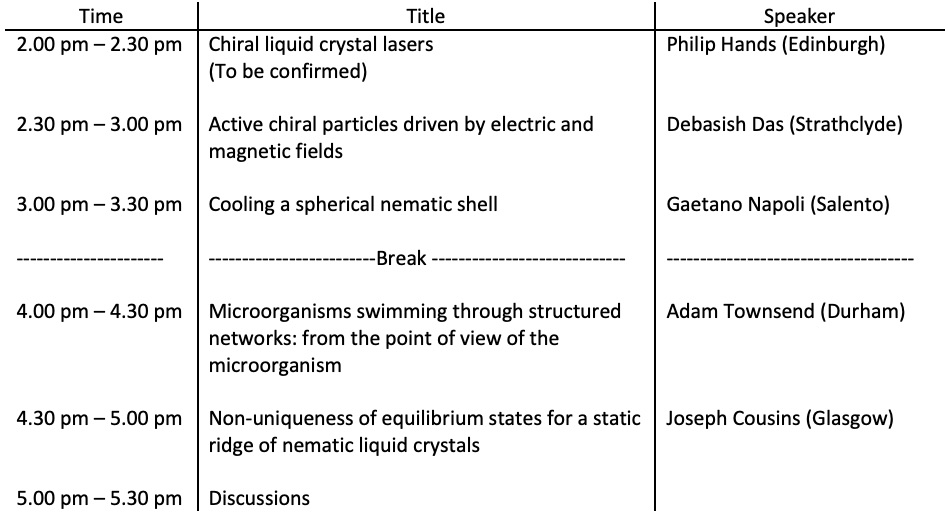 Time Title Speaker
2.00 pm – 2.30 pm Chiral liquid crystal lasers Philip Hands (Edinburgh)
(To be confirmed)
2.30 pm – 3.00 pm Active chiral particles driven by electric and Debasish Das (Strathclyde)
magnetic fields
3.00 pm – 3.30 pm Cooling a spherical nematic shell Gaetano Napoli (Salento)
---------------------- -------------------------Break ----------------------------- -------------------------------------
4.00 pm – 4.30 pm Microorganisms swimming through structured Adam Townsend (Durham)
networks: from the point of view of the
microorganism
4.30 pm – 5.00 pm Non-uniqueness of equilibrium states for a static Joseph Cousins (Glasgow)
ridge of nematic liquid crystals
5.00 pm – 5.30 pm Discussions